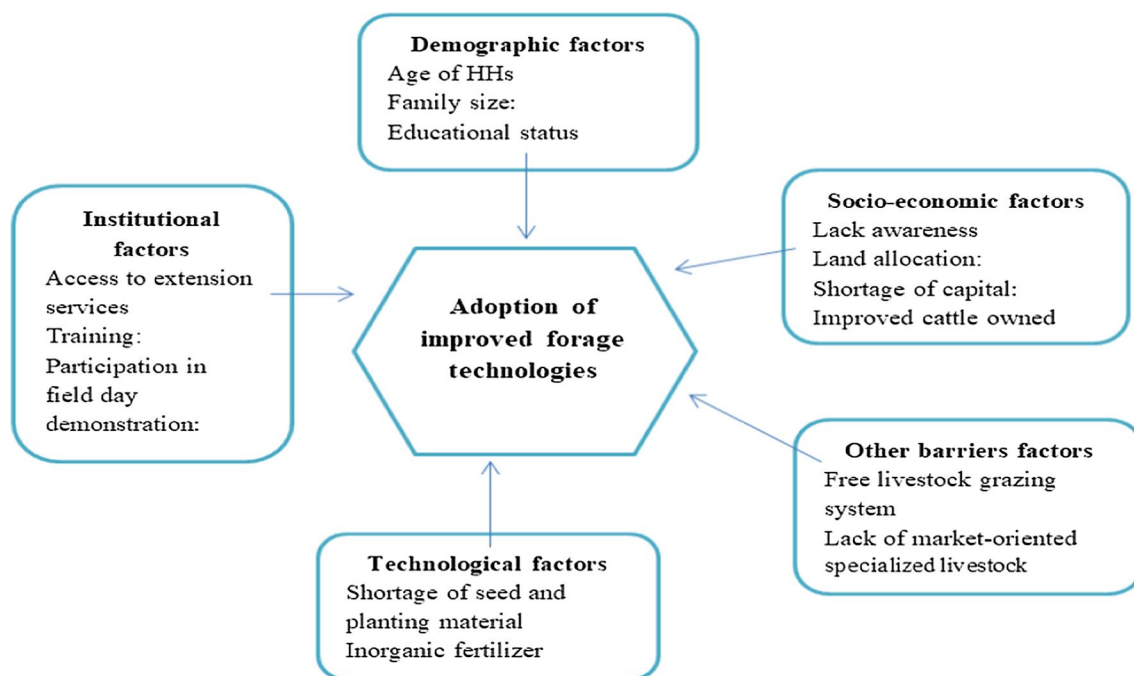 Demographic factors
Age of HHs
Family size:
Educational status
Institutional
factors
Access to extension
services
Training:
Participation in
field day
demonstration:
Adoption of
improved forage
technologies
Socio-economic factors
Lack awareness
Land allocation:
Shortage of capital:
Improved cattle owned
Other barriers factors
Free livestock grazing
system
Lack of market-oriented
specialized livestock
Technological factors
Shortage of seed and
planting material
Inorganic fertilizer